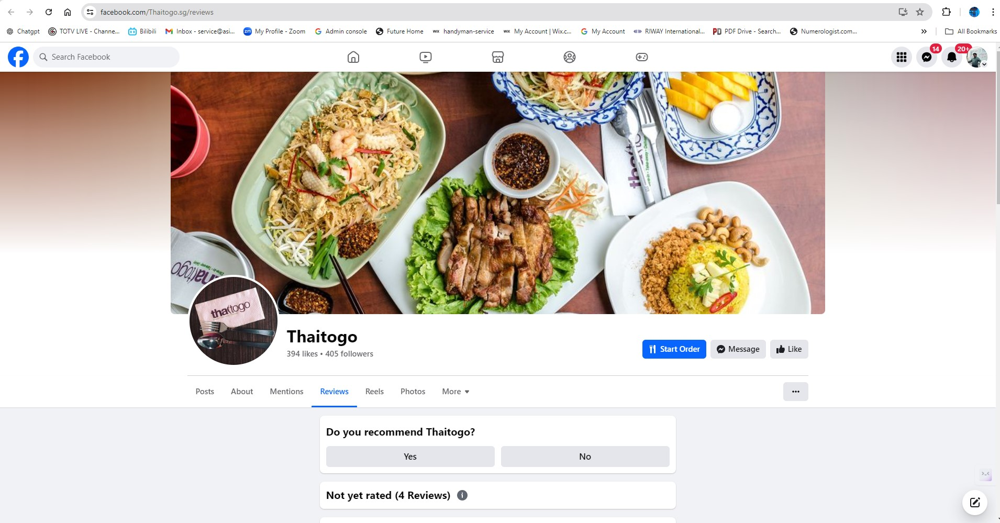 facebook.com/Thaitogo.sg/reviews
Chatgpt
TOTV LIVE - Channe...
Bilibili
Inbox - service@asi...
My Profile - Zoom
Admin console
Future Home
WiX handyman-service
WiX My Account | Wix.c...
My Account
RIWAY International...
PD PDF Drive - Search...
Numerologist.com...
All Bookmarks
Search Facebook
14
20+
thaitogo
Thaitogo
394 likes • 405 followers
Start Order
Message
Like
Posts
About
Mentions
Reviews
Reels
Photos
More
Do you recommend Thaitogo?
Yes
No
Not yet rated (4 Reviews)